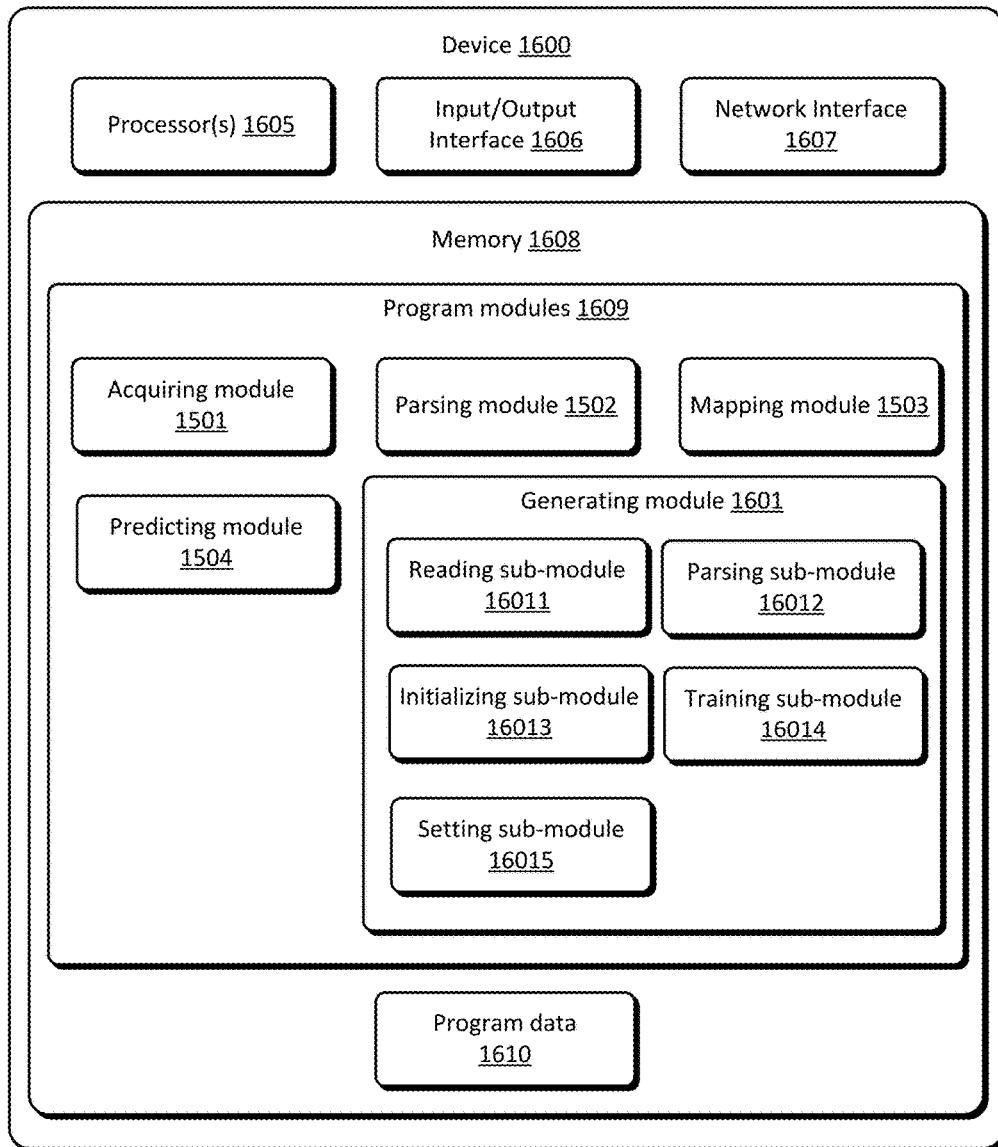 Device 1600
Processor(s) 1605
Input/Output
Interface 1606
Network Interface
1607
Memory 1608
Program modules 1609
Acquiring module
1501
Parsing module 1502
Mapping module 1503
Predicting module
1504
Generating module 1601
Reading sub-module
16011
Parsing sub-module
16012
Initializing sub-module
16013
Training sub-module
16014
Setting sub-module
16015
Program data
1610